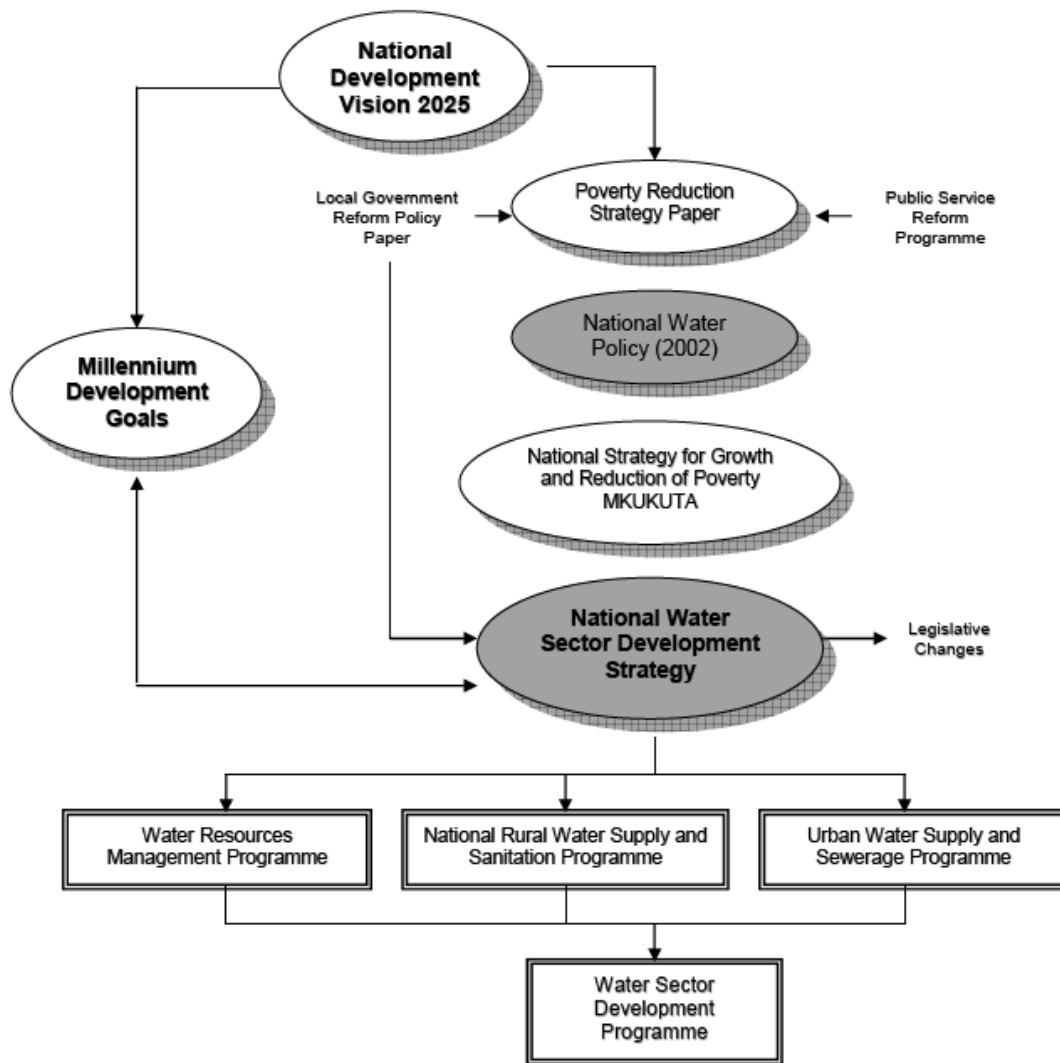 National
Development
Vision 2025
Local Government
Reform Policy
Paper
Poverty Reduction
Strategy Paper
Public Service
Reform
Programme
National Water
Policy (2002)
Millennium
Development
Goals
National Strategy for Growth
and Reduction of Poverty
MKUKUTA
National Water
Sector Development
Strategy
Legislative
Changes
Water Resources
Management Programme
National Rural Water Supply and
Sanitation Programme
Urban Water Supply and
Sewerage Programme
Water Sector
Development
Programme